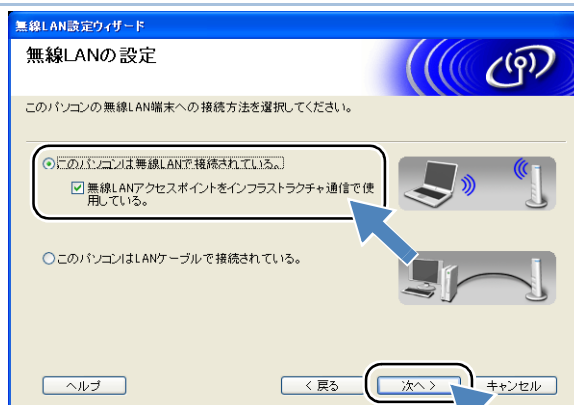 無線LAN設定ウィザード
無線LANの設定
このパソコンの無線LAN端末への接続方法を選択してください。
このパソコンは無線LANで接続されている。
無線LANアクセスポイントをインフラストラクチャ通信で使
用している。
このパソコンはLANケーブルで接続されている。
ヘルプ
< 戻る
次へ >
キャンセル